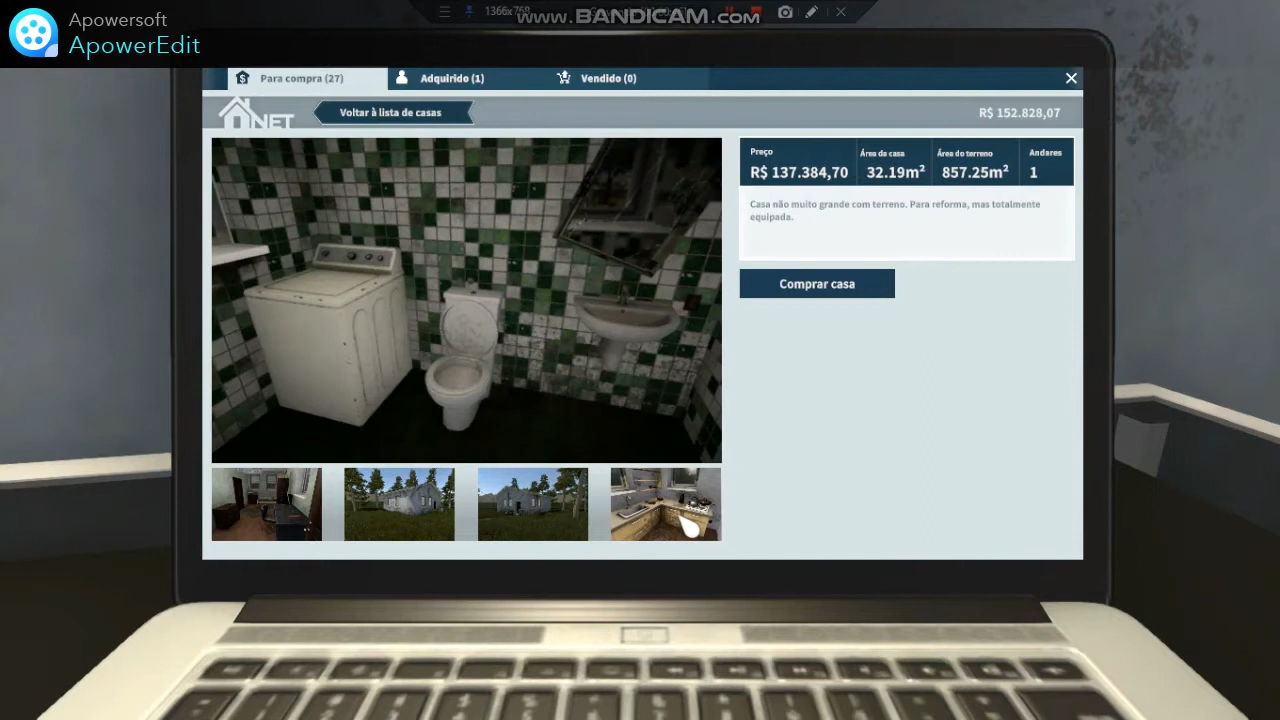 Apowersoft
ApowerEdit
1366x768
www.BANDICAM.com
Para compra (27)
Adquirido (1)
Vendido (0)
NET
Voltar à lista de casas
R$ 152.828,07
Preço
R$ 137.384,70
Área da casa
32.19m²
Área do terreno
857.25m²
Andares
1
Casa não muito grande com terreno. Para reforma, mas totalmente
equipada.
Comprar casa